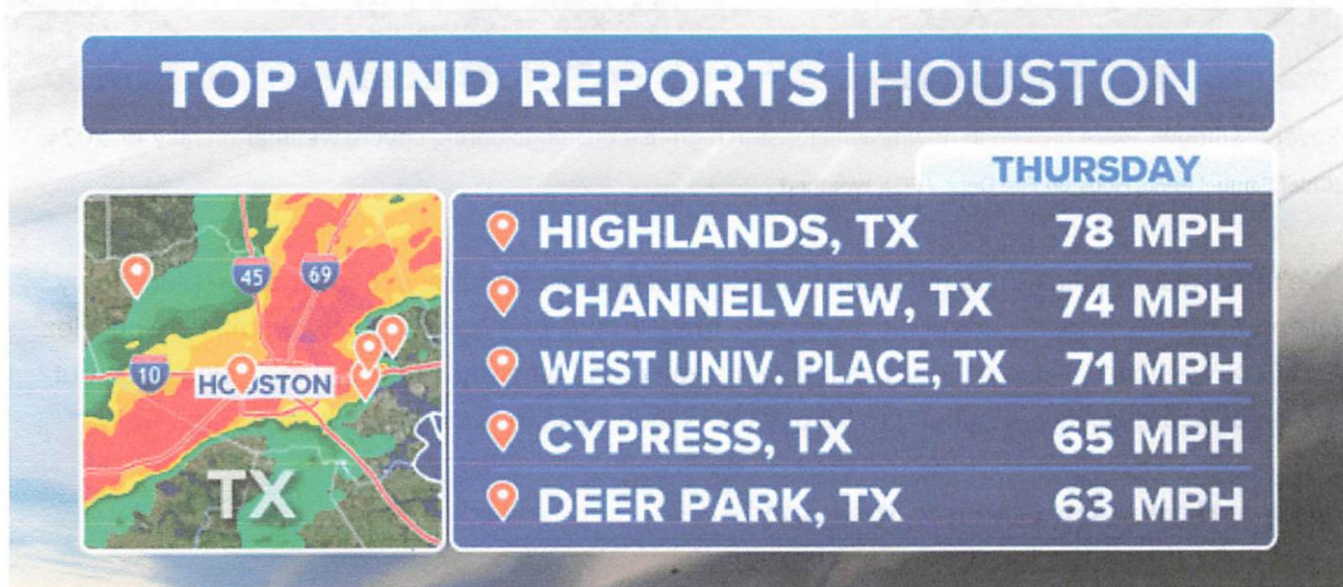 TOP WIND REPORTS | HOUSTON
THURSDAY
HIGHLANDS, TX 78 MPH
CHANNELVIEW, TX 74 MPH
WEST UNIV. PLACE, TX 71 MPH
CYPRESS, TX 65 MPH
DEER PARK, TX 63 MPH
45 69
10 HOUSTON
TX